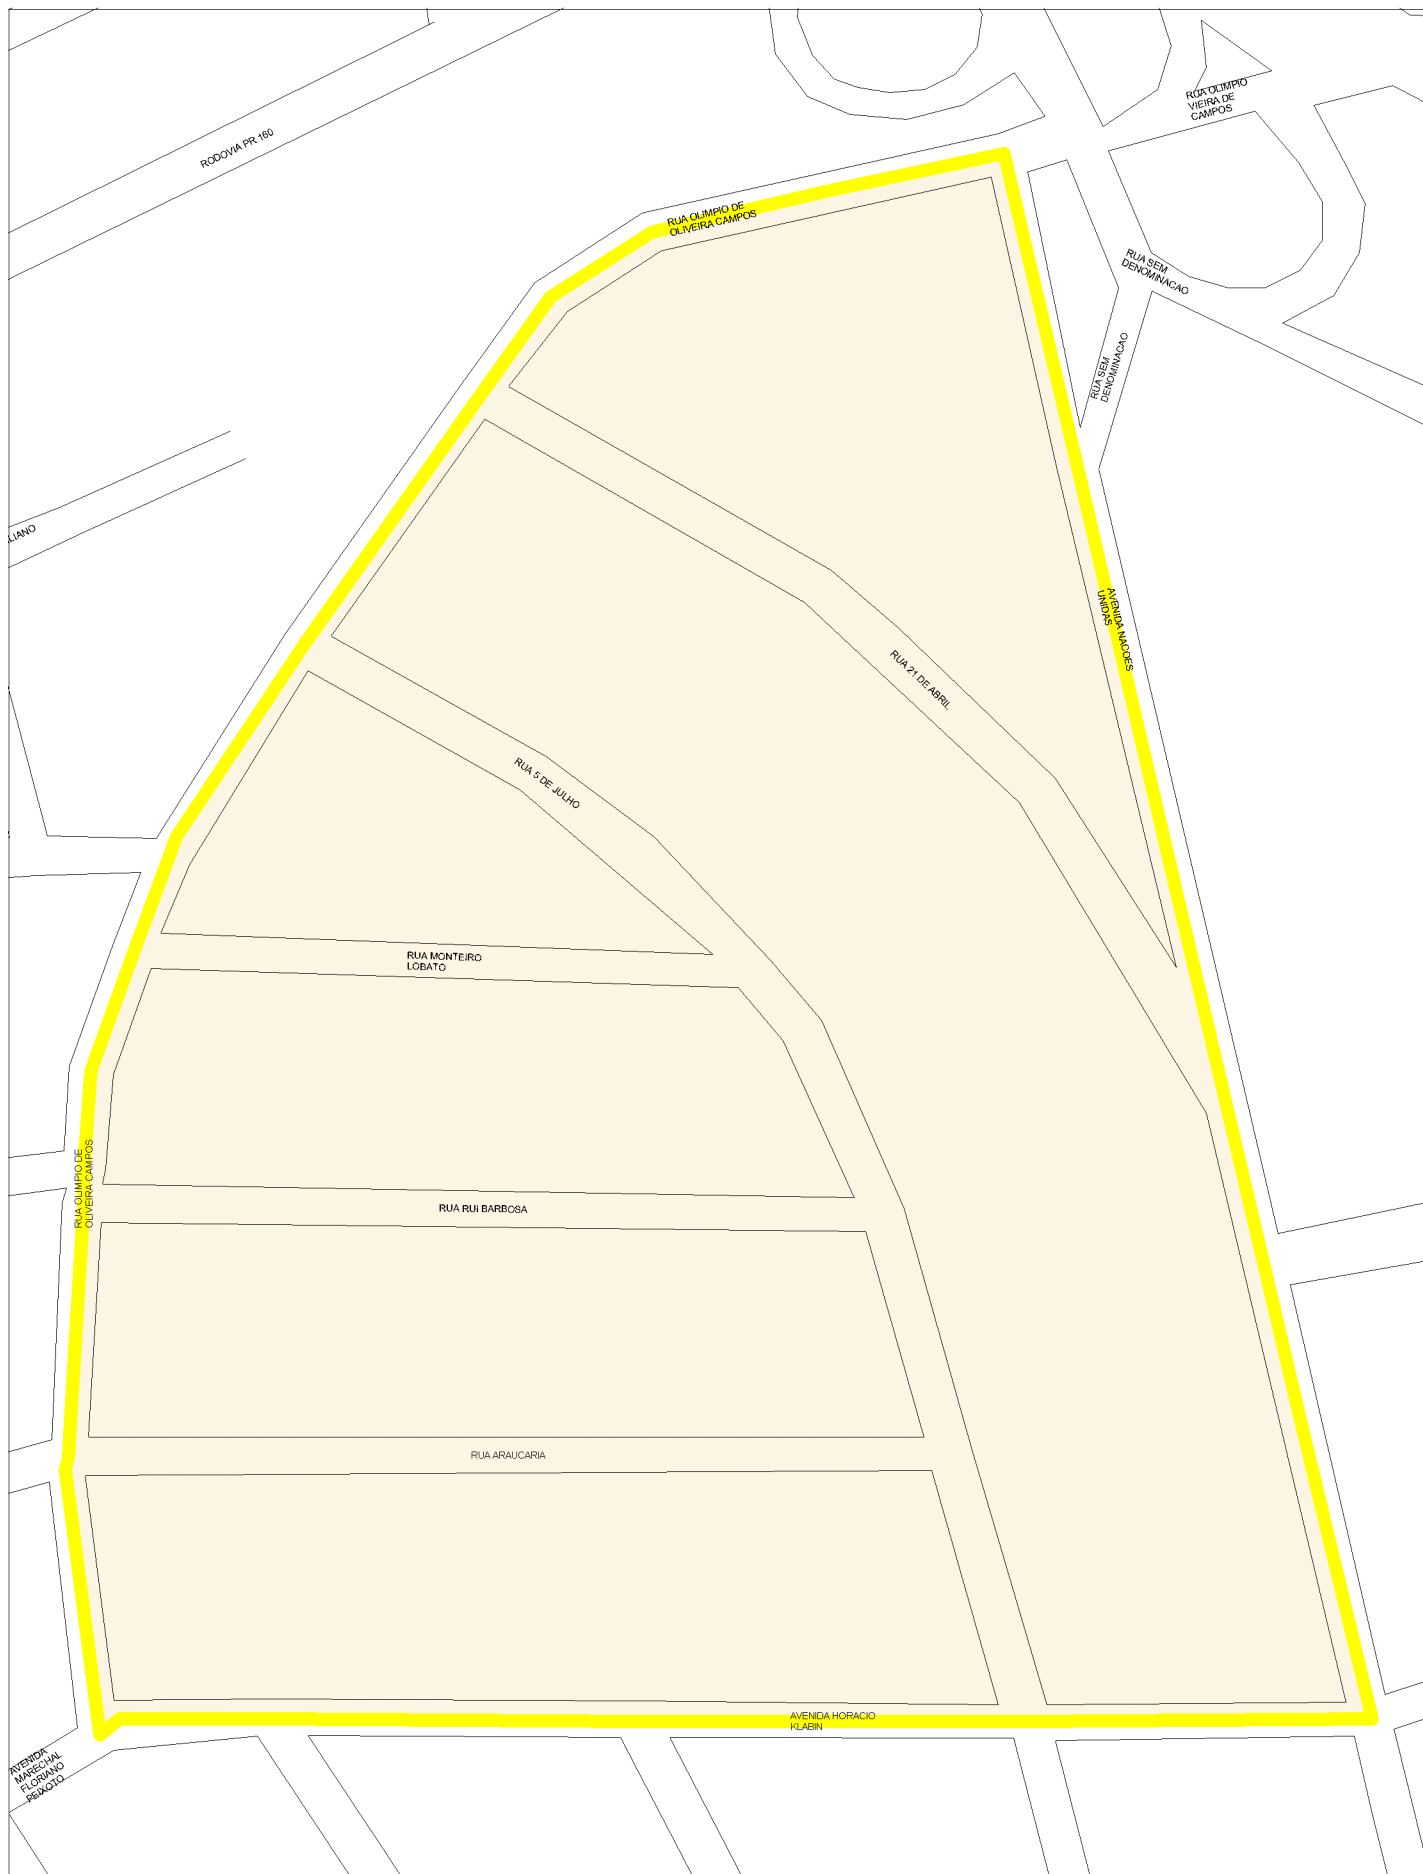 RUA OLIMPIO
VIEIRA DE
CAMPOS
RODOVIA PR 160
RUA OLIMPIO DE
OLIVEIRA CAMPOS
RUA SEM
DENOMINACAO
RUA SEM
DENOMINACAO
LIANO
AVENIDA NACOES
UNIDAS
RUA 21 DE ABRIL
RUA 5 DE JULHO
RUA MONTEIRO
LOBATO
RUA OLIMPIO DE
OLIVEIRA CAMPOS
RUA RUI BARBOSA
RUA ARAUCARIA
AVENIDA HORACIO
KLABIN
AVENIDA
MARECHAL
FLORIANO
PEIXOTO